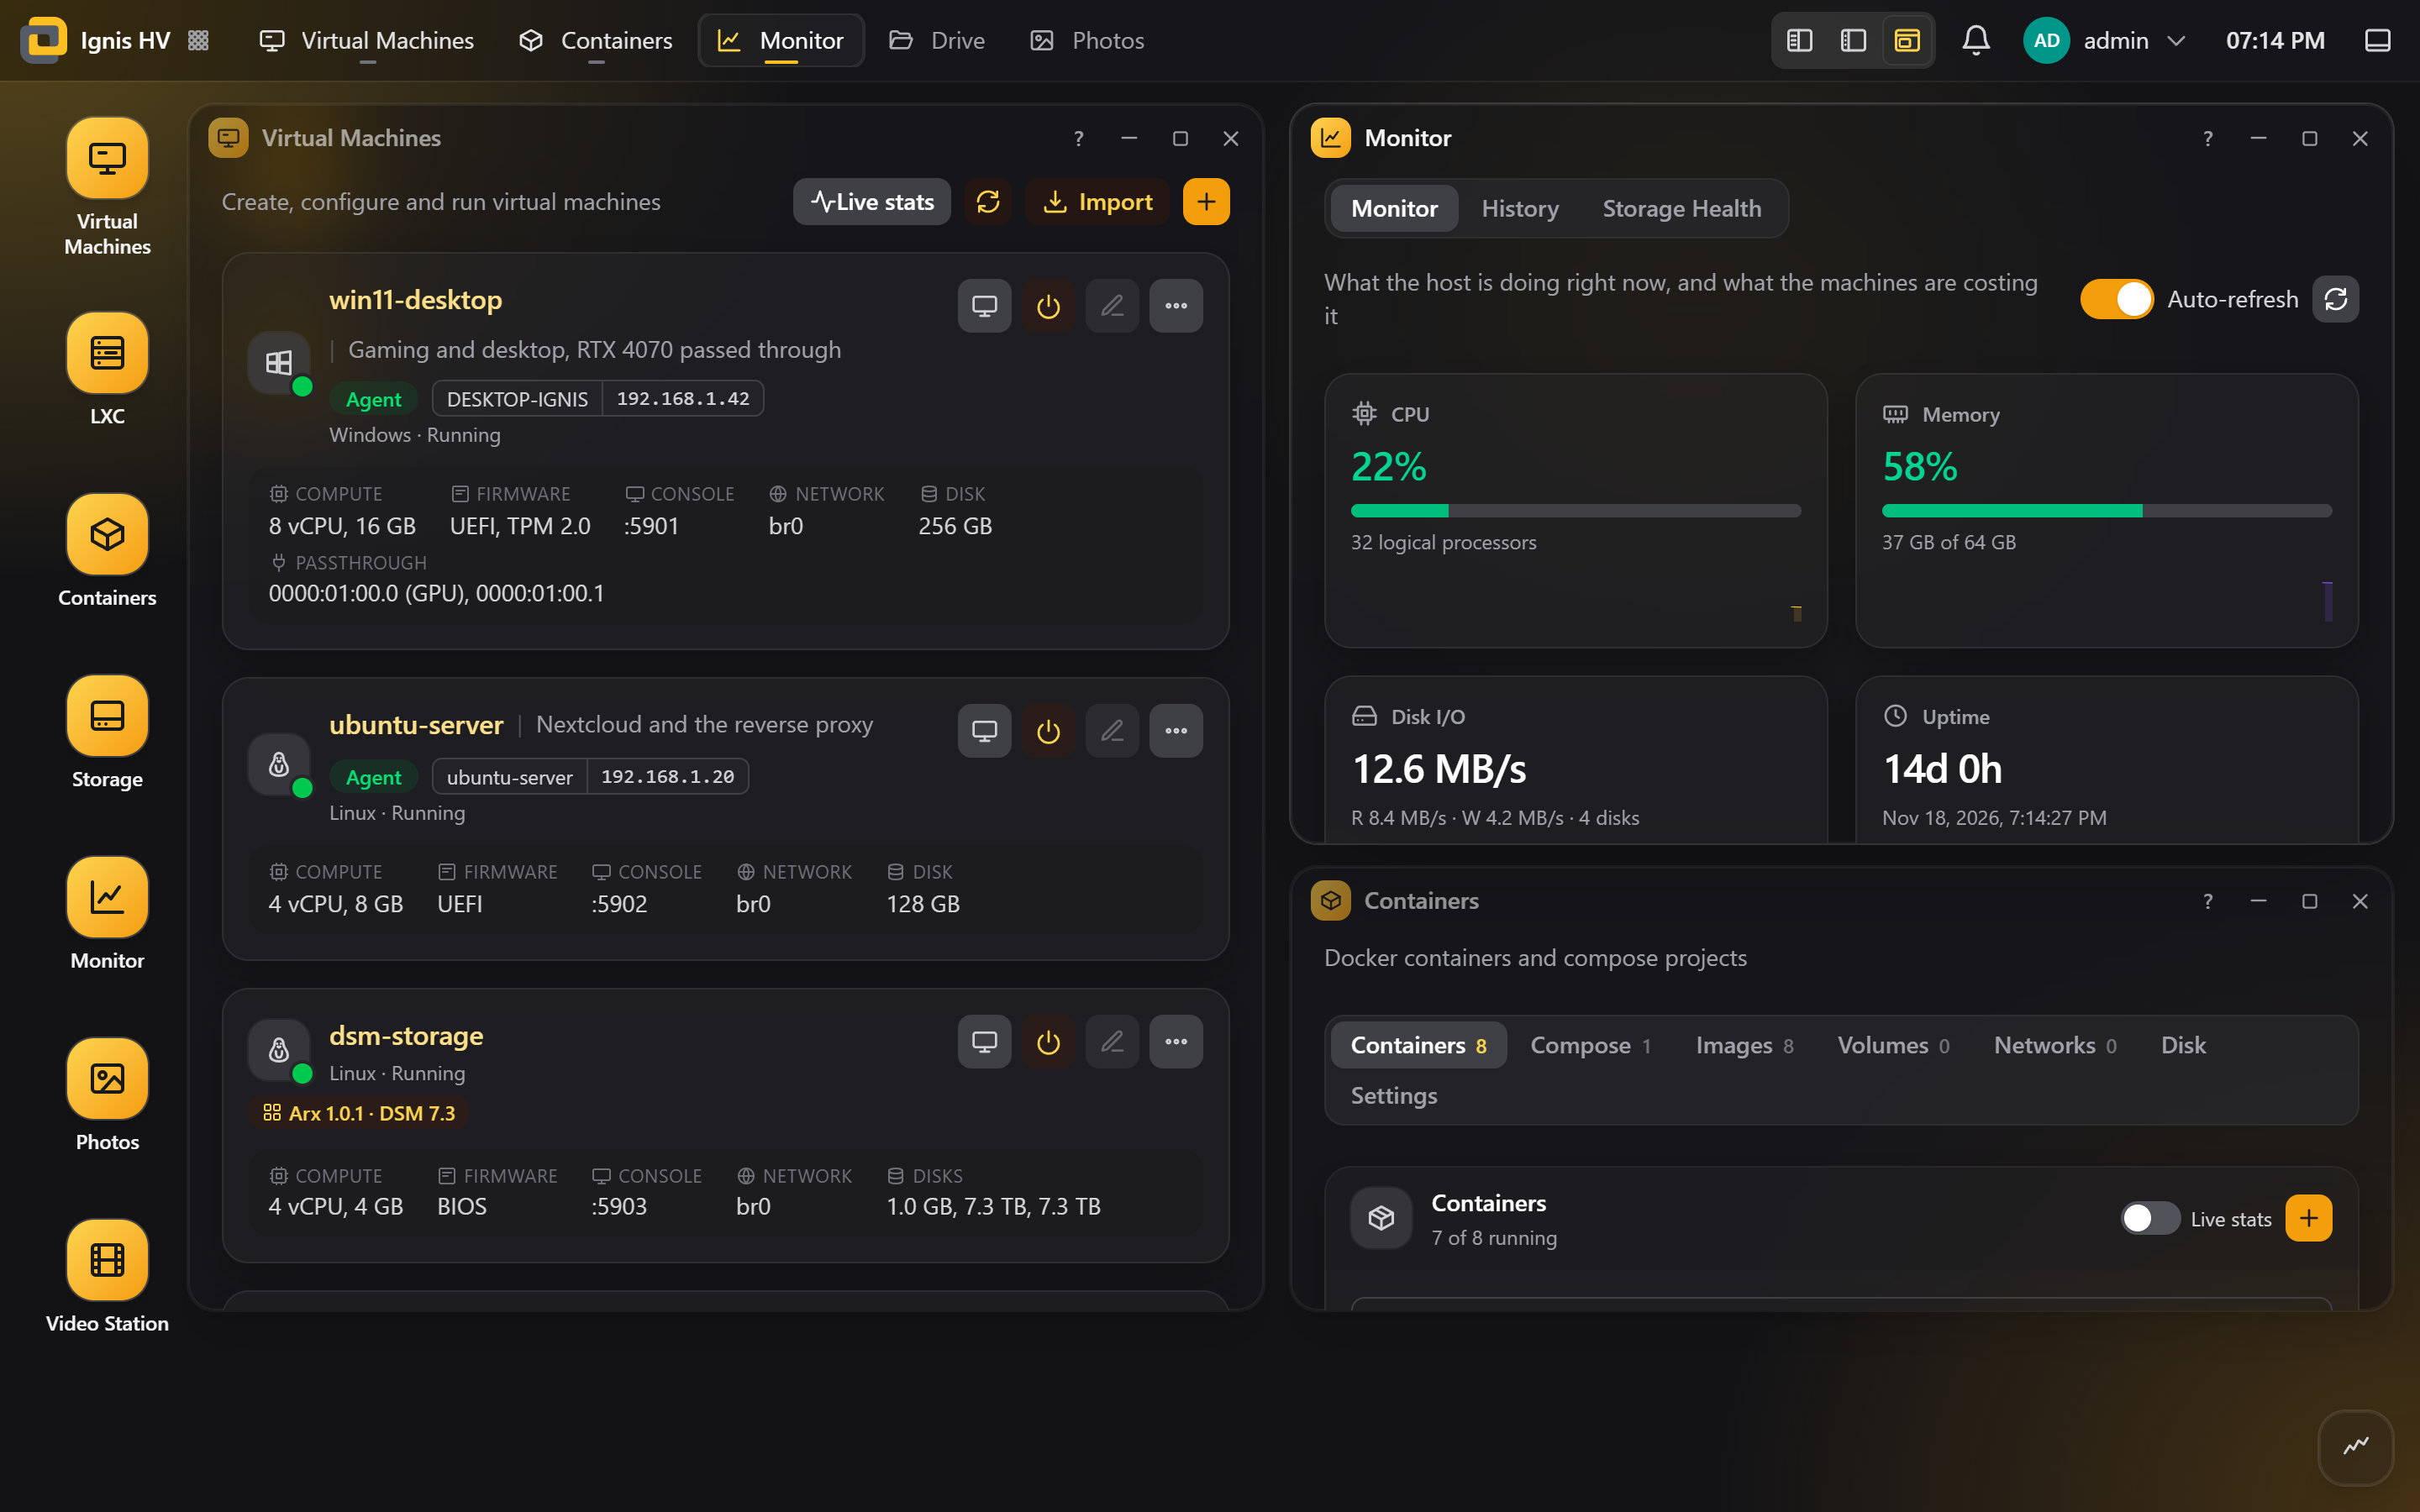 Ignis HV
Virtual Machines
Containers
Monitor
Drive
Photos
AD
admin
07:14 PM
Virtual
Machines
LXC
Containers
Storage
Monitor
Photos
Video Station
Virtual Machines
?
Create, configure and run virtual machines
Live stats
Import
win11-desktop
| Gaming and desktop, RTX 4070 passed through
Agent
DESKTOP-IGNIS
192.168.1.42
Windows · Running
COMPUTE
8 vCPU, 16 GB
FIRMWARE
UEFI, TPM 2.0
CONSOLE
:5901
NETWORK
br0
DISK
256 GB
PASSTHROUGH
0000:01:00.0 (GPU), 0000:01:00.1
ubuntu-server | Nextcloud and the reverse proxy
Agent
ubuntu-server
192.168.1.20
Linux · Running
COMPUTE
4 vCPU, 8 GB
FIRMWARE
UEFI
CONSOLE
:5902
NETWORK
br0
DISK
128 GB
dsm-storage
Linux · Running
Arx 1.0.1 · DSM 7.3
COMPUTE
4 vCPU, 4 GB
FIRMWARE
BIOS
CONSOLE
:5903
NETWORK
br0
DISKS
1.0 GB, 7.3 TB, 7.3 TB
Monitor
?
Monitor
History
Storage Health
What the host is doing right now, and what the machines are costing
it
Auto-refresh
CPU
22%
32 logical processors
Memory
58%
37 GB of 64 GB
Disk I/O
12.6 MB/s
R 8.4 MB/s · W 4.2 MB/s · 4 disks
Uptime
14d 0h
Nov 18, 2026, 7:14:27 PM
Containers
?
Docker containers and compose projects
Containers 8
Compose 1
Images 8
Volumes 0
Networks 0
Disk
Settings
Containers
7 of 8 running
Live stats